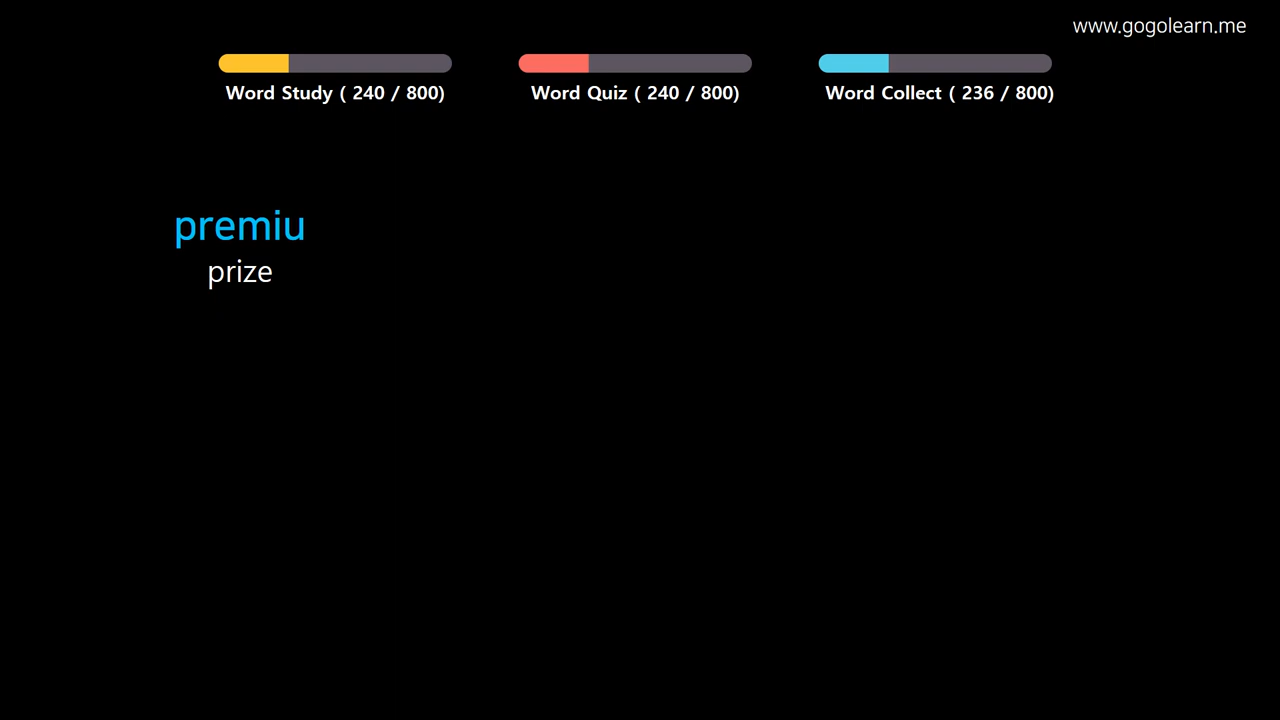 www.gogolearn.me
Word Study ( 240 / 800)
Word Quiz ( 240 / 800)
Word Collect ( 236 / 800)
premiu
prize